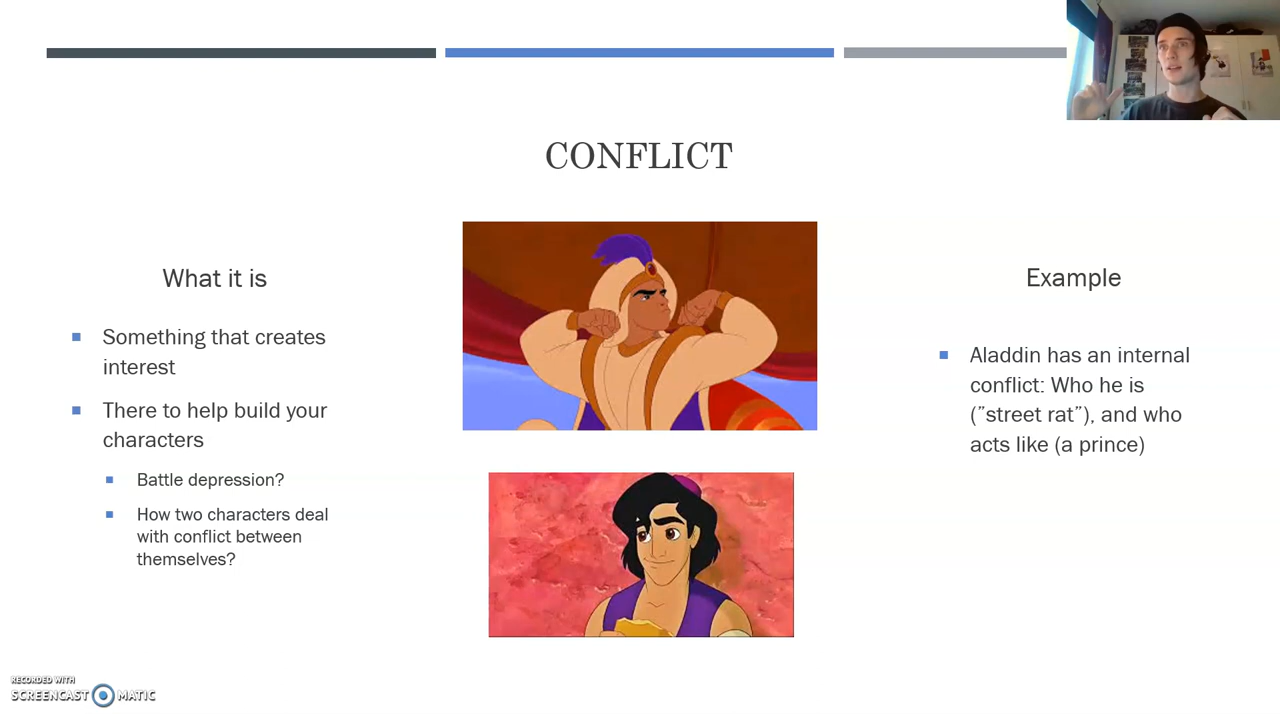 CONFLICT
What it is
Something that creates
interest
There to help build your
characters
Battle depression?
How two characters deal
with conflict between
themselves?
Example
Aladdin has an internal
conflict: Who he is
(”street rat”), and who
acts like (a prince)
RECORDED WITH
SCREENCAST MATIC